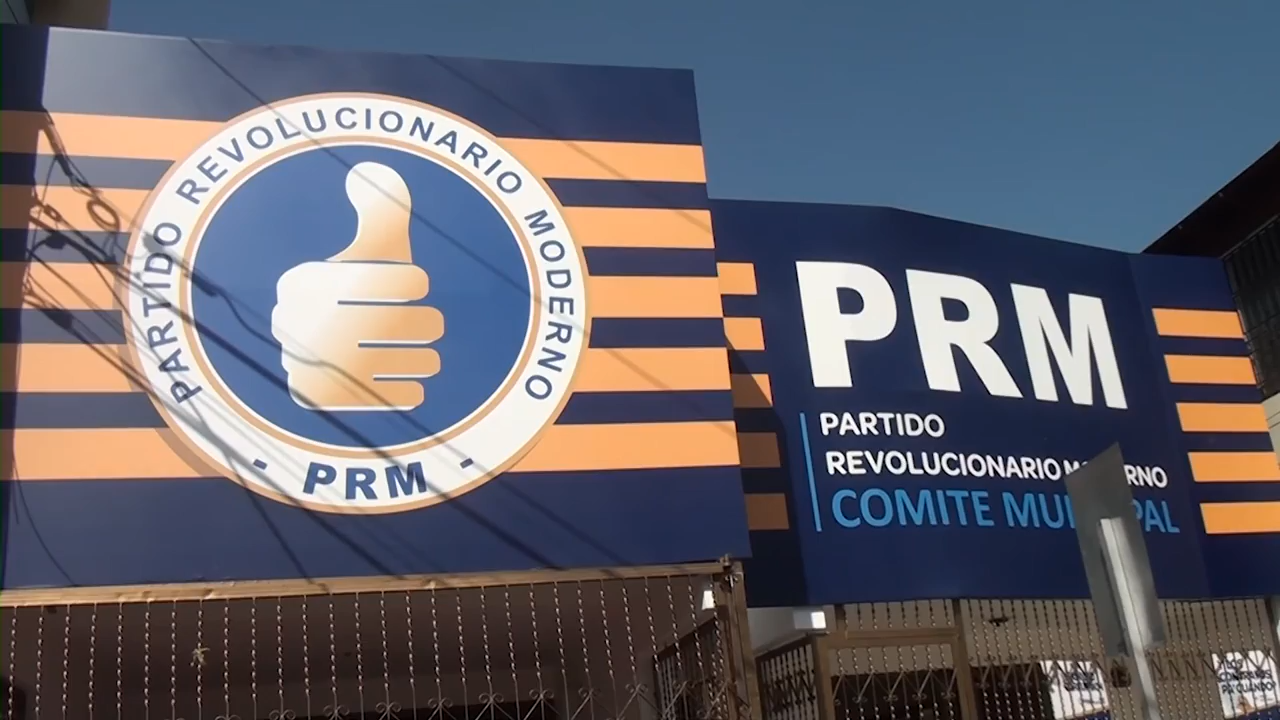 PARTIDO REVOLUCIONARIO MODERNO
- PRM -
PRM
PARTIDO
REVOLUCIONARIO
COMITE